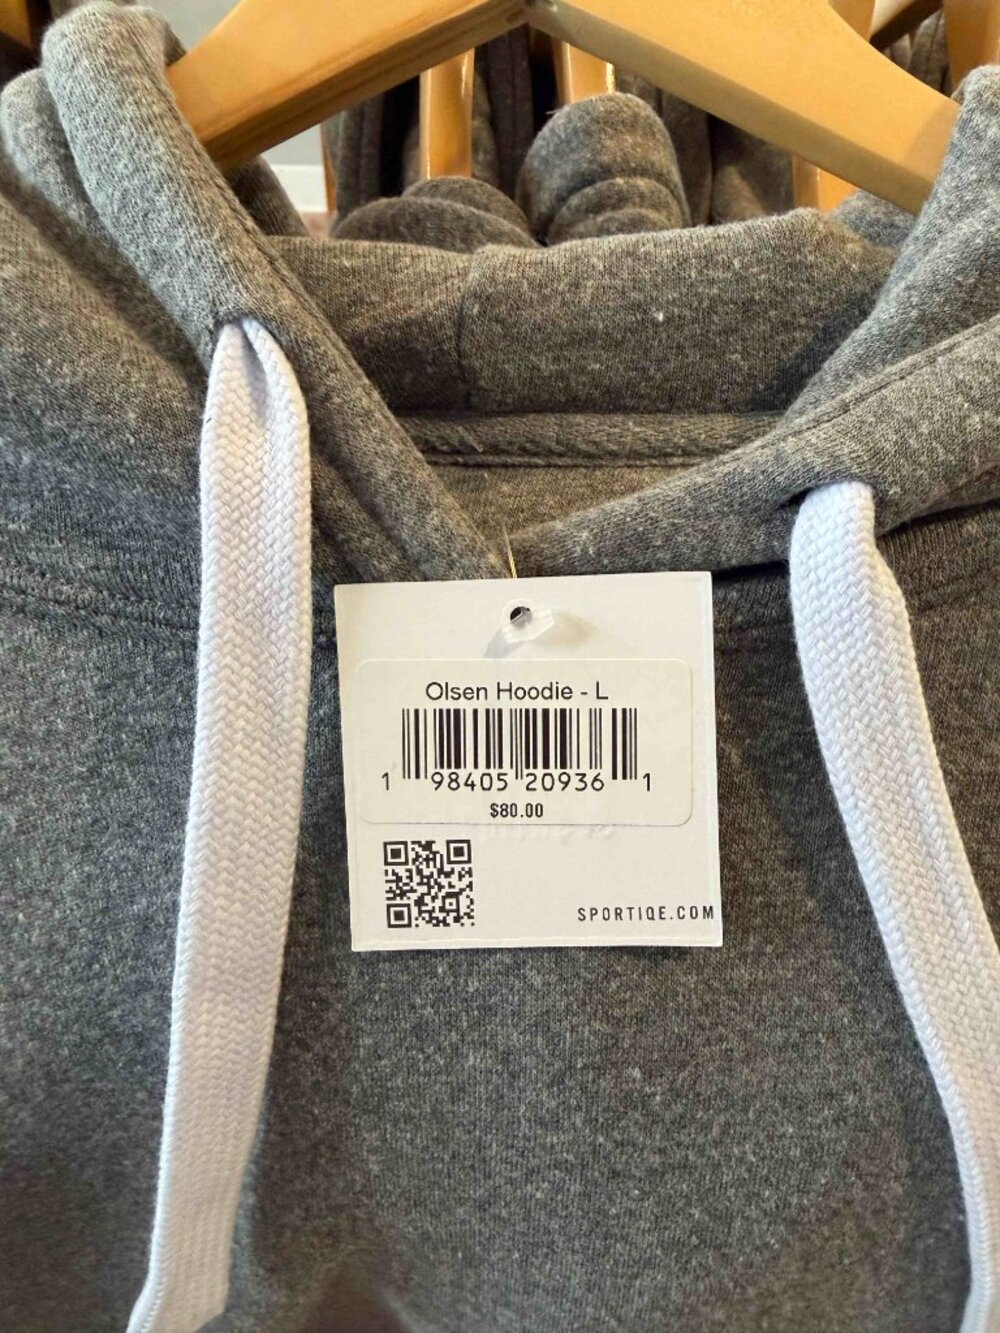 Olsen Hoodie - L
1 98405 20936 1
$80.00
SPORTIQE.COM